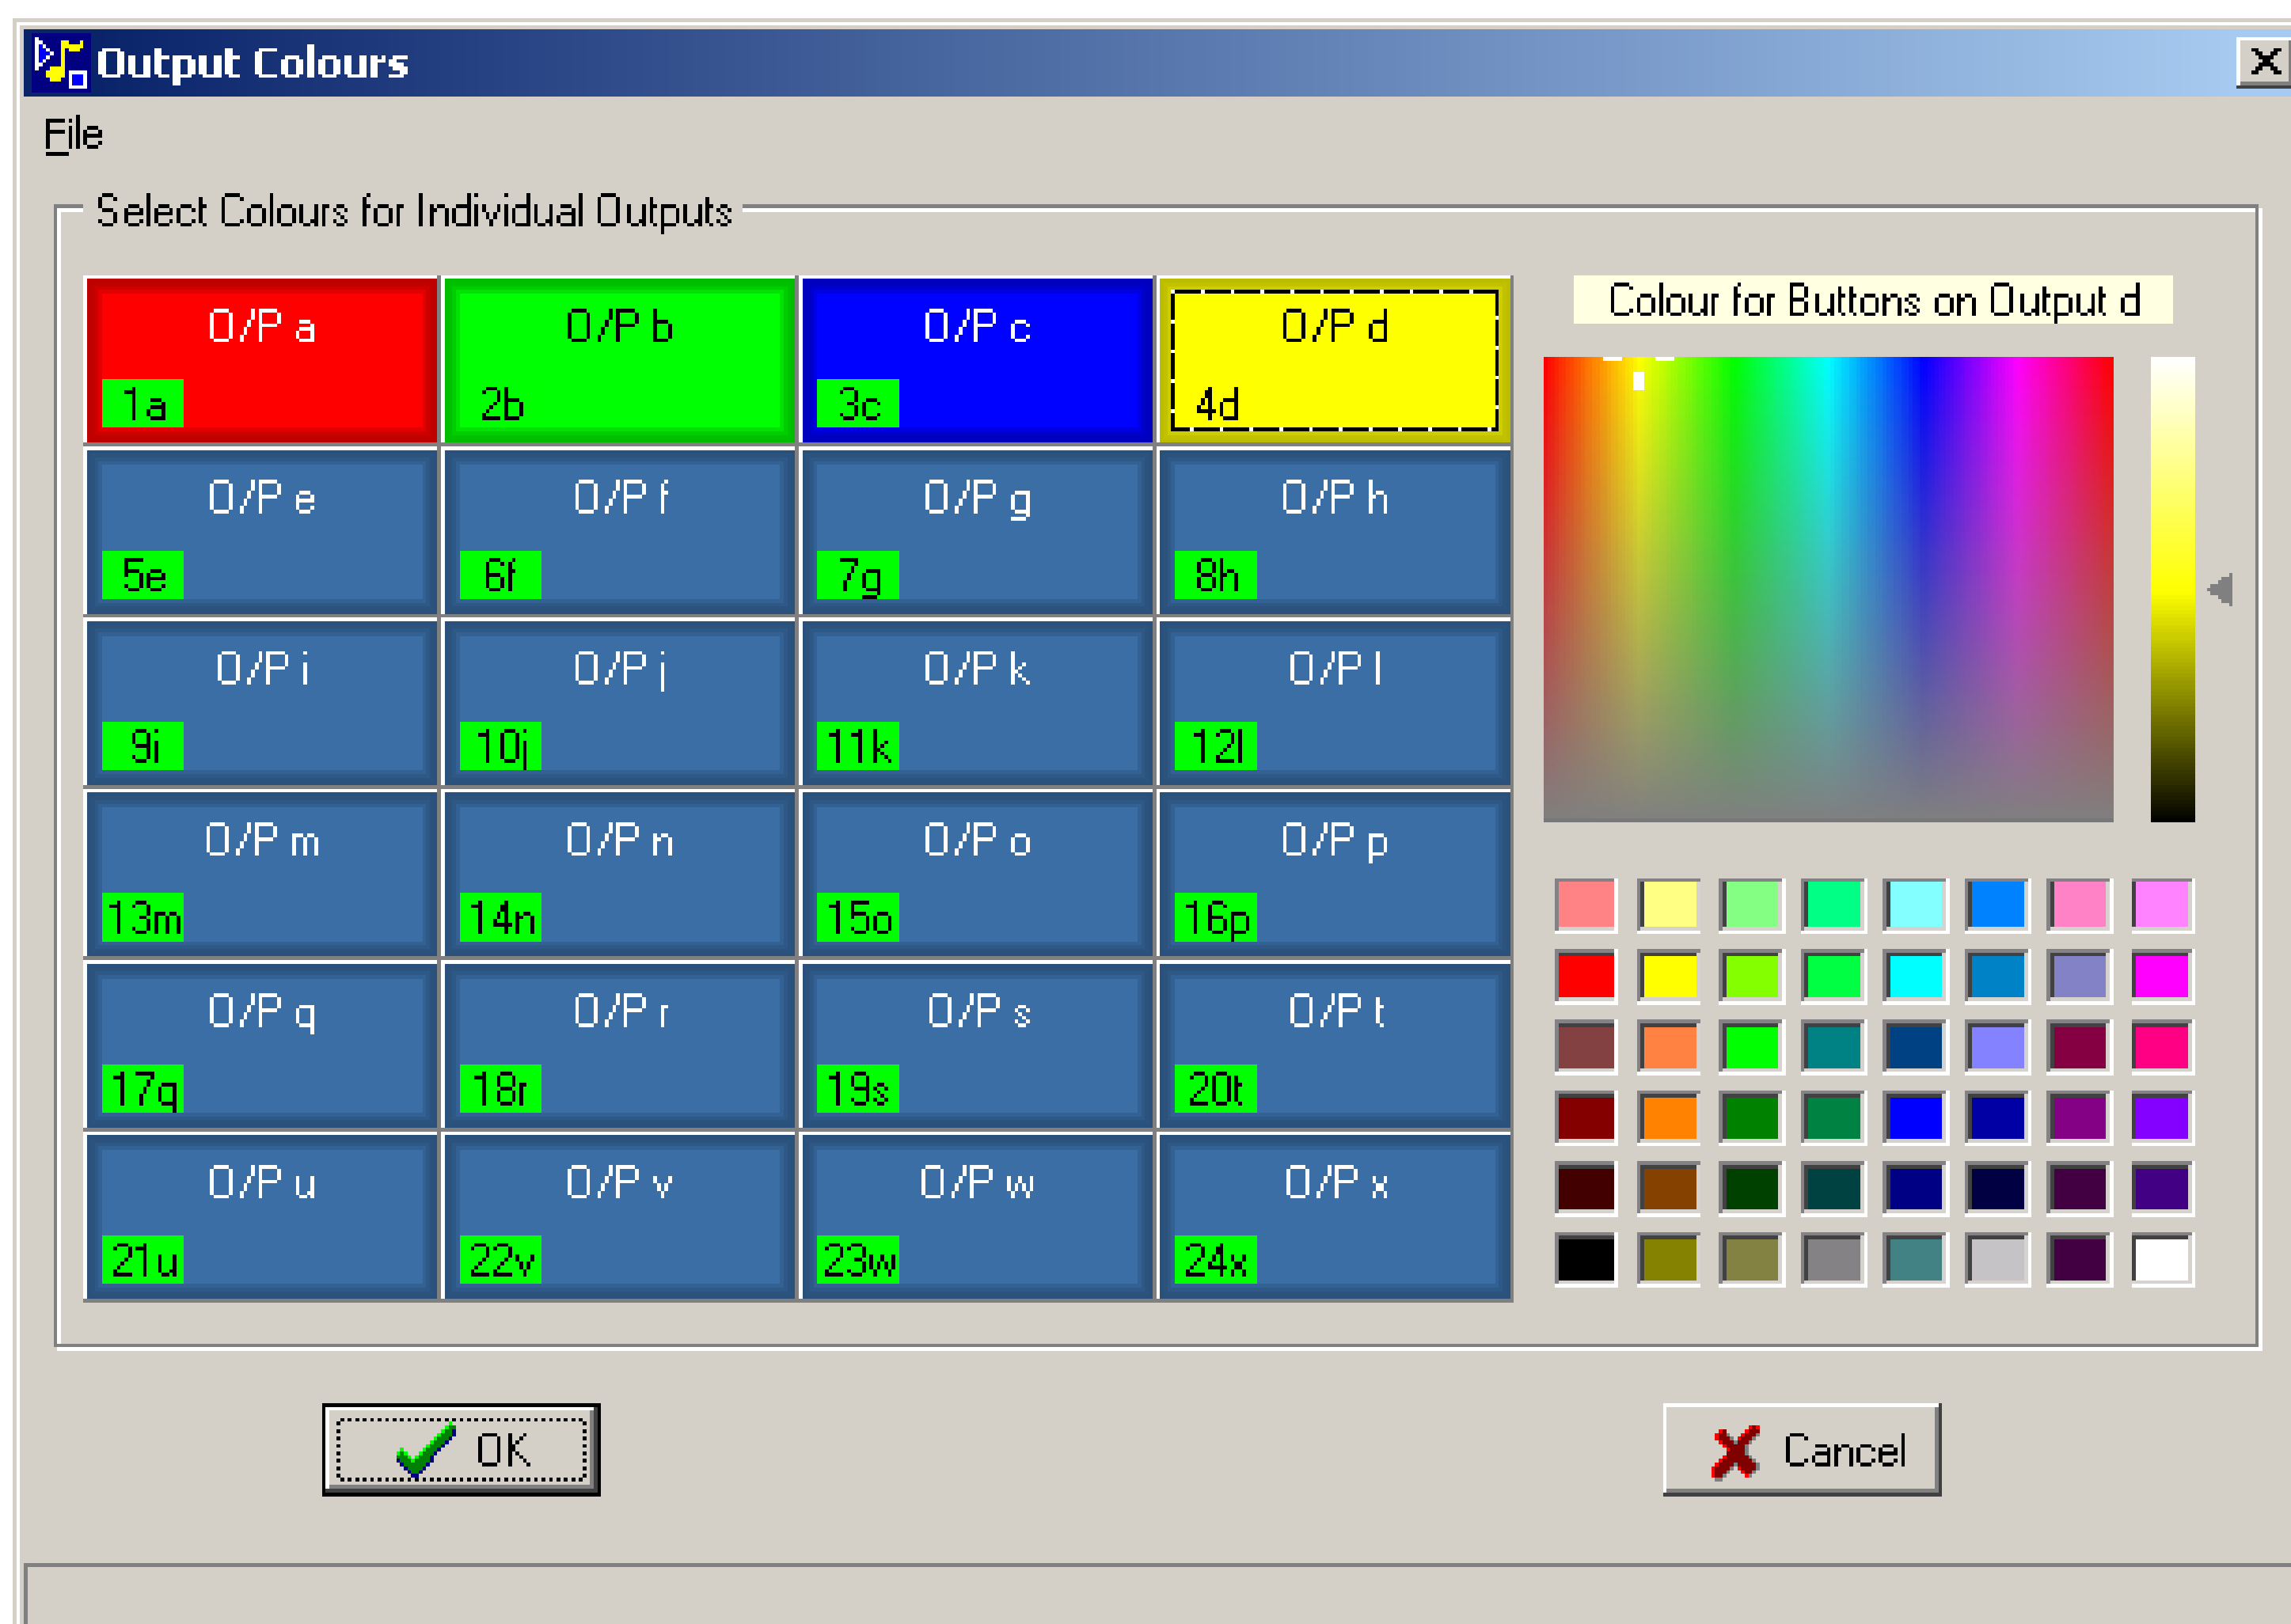 Output Colours
File
Select Colours for Individual Outputs
Colour for Buttons on Output d
O/P a O/P b O/P c O/P d
1a 2b 3c 4d
O/P e O/P f O/P g O/P h
5e 6f 7g 8h
O/P i O/P j O/P k O/P l
9i 10j 11k 12l
O/P m O/P n O/P o O/P p
13m 14n 15o 16p
O/P q O/P r O/P s O/P t
17q 18r 19s 20t
O/P u O/P v O/P w O/P x
21u 22v 23w 24x
OK Cancel